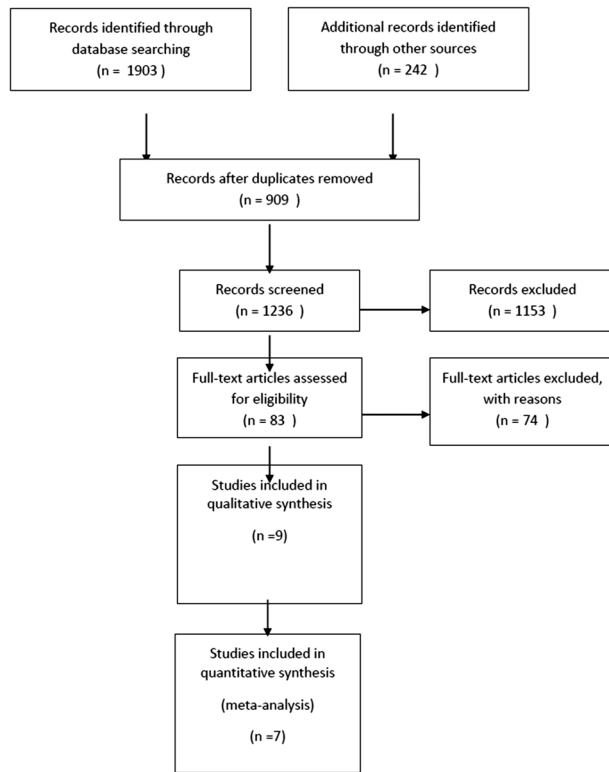 Records identified through
database searching
(n = 1903 )
Additional records identified
through other sources
(n = 242 )
Records after duplicates removed
(n = 909 )
Records screened
(n = 1236 )
Records excluded
(n = 1153 )
Full-text articles assessed
for eligibility
(n = 83 )
Full-text articles excluded,
with reasons
(n = 74 )
Studies included in
qualitative synthesis
(n =9)
Studies included in
quantitative synthesis
(meta-analysis)
(n =7)